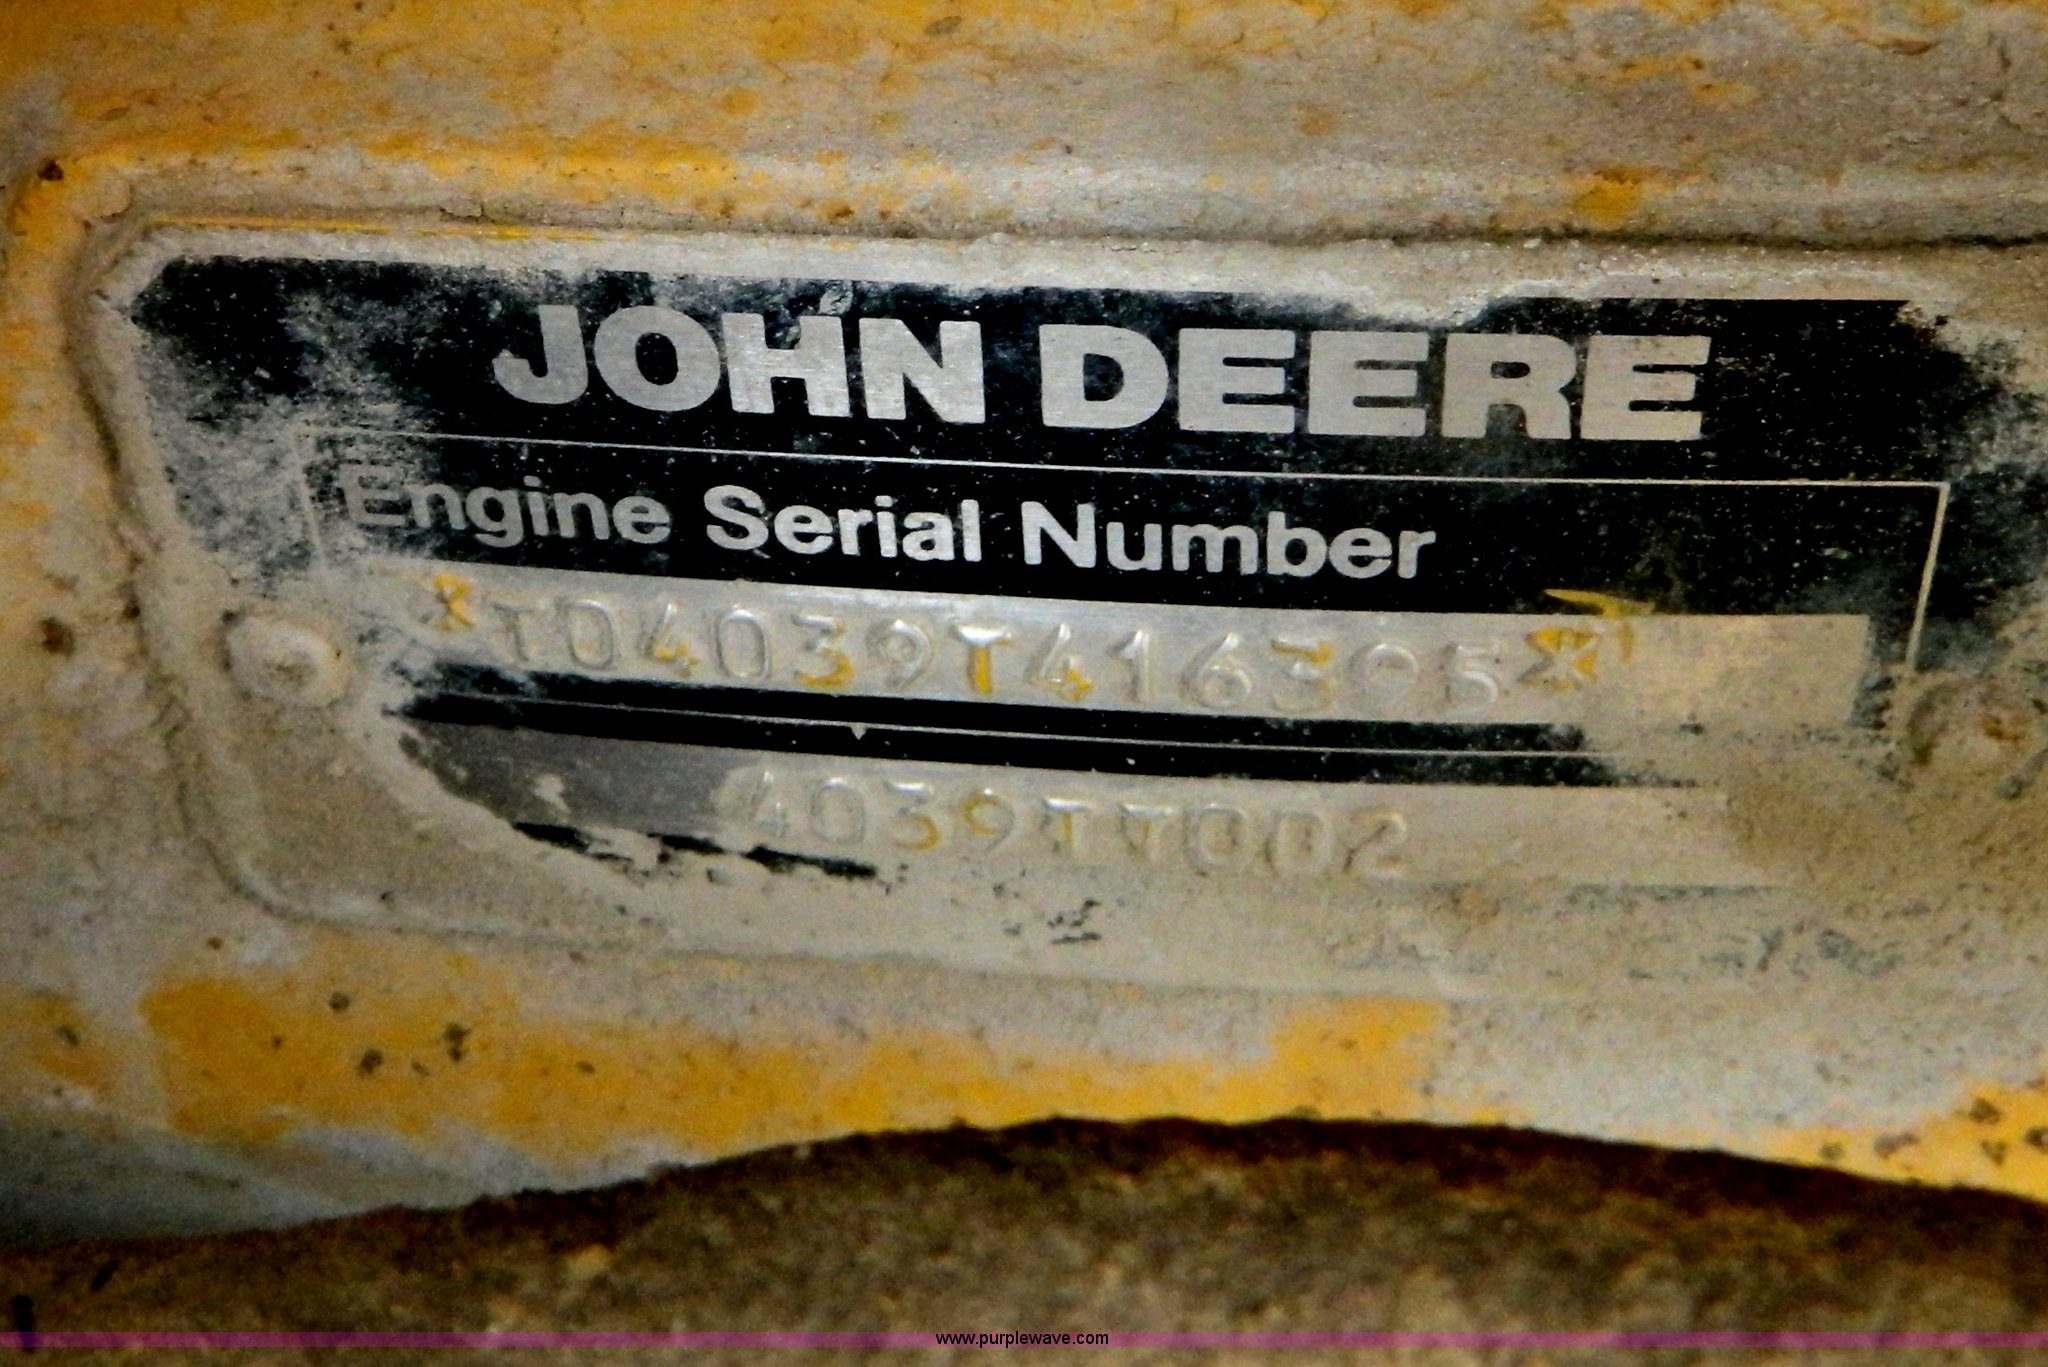 JOHN DEERE
Engine Serial Number
*T04039T416395*
4039TT002
www.purplewave.com